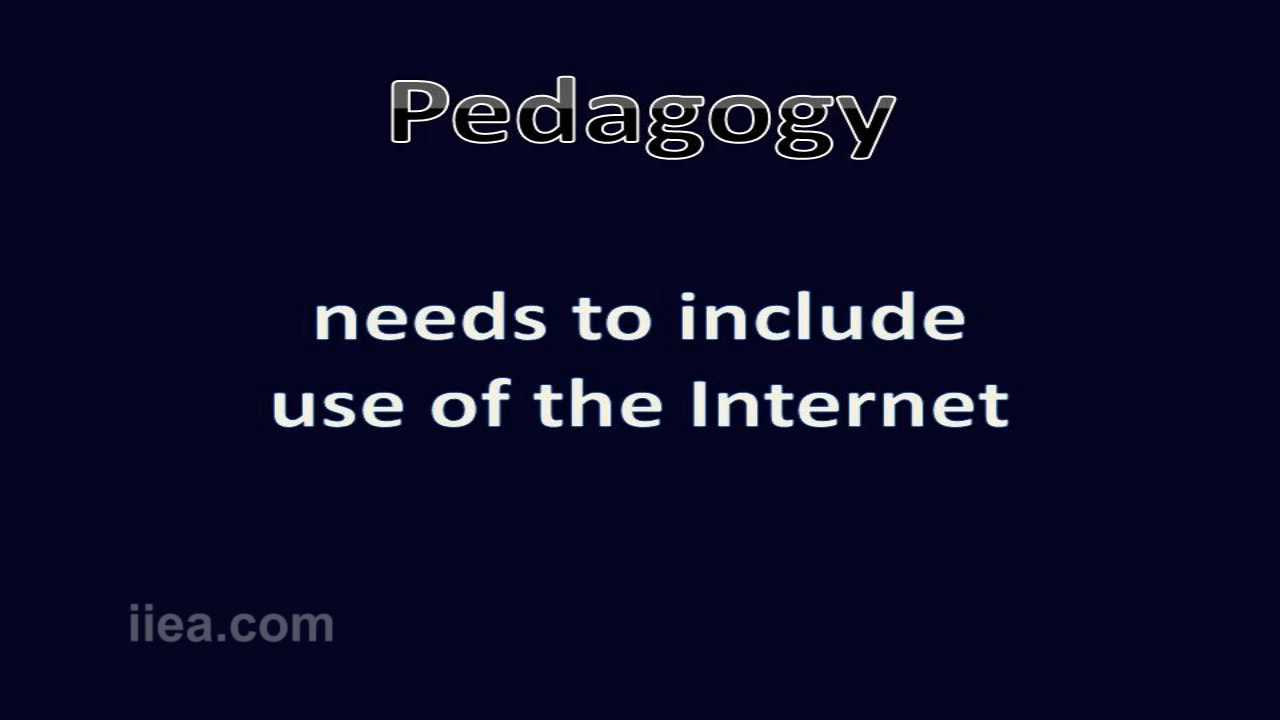 Pedagogy
needs to include
use of the Internet
iiea.com